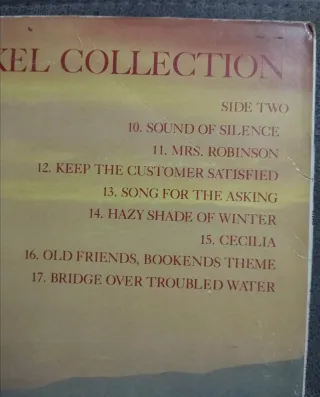 KEL COLLECTION
SIDE TWO
10. SOUND OF SILENCE
11. MRS. ROBINSON
12. KEEP THE CUSTOMER SATISFIED
13. SONG FOR THE ASKING
14. HAZY SHADE OF WINTER
15. CECILIA
16. OLD FRIENDS, BOOKENDS THEME
17. BRIDGE OVER TROUBLED WATER